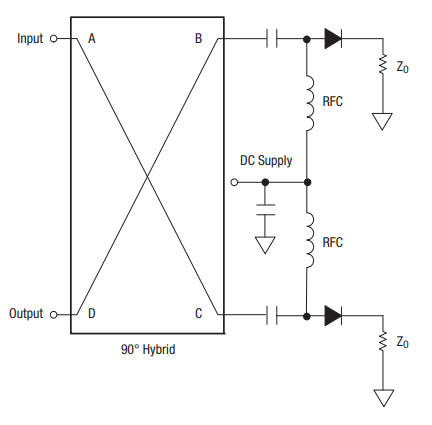 Input
A
B
Z0
RFC
DC Supply
RFC
Output
D
C
Z0
90° Hybrid